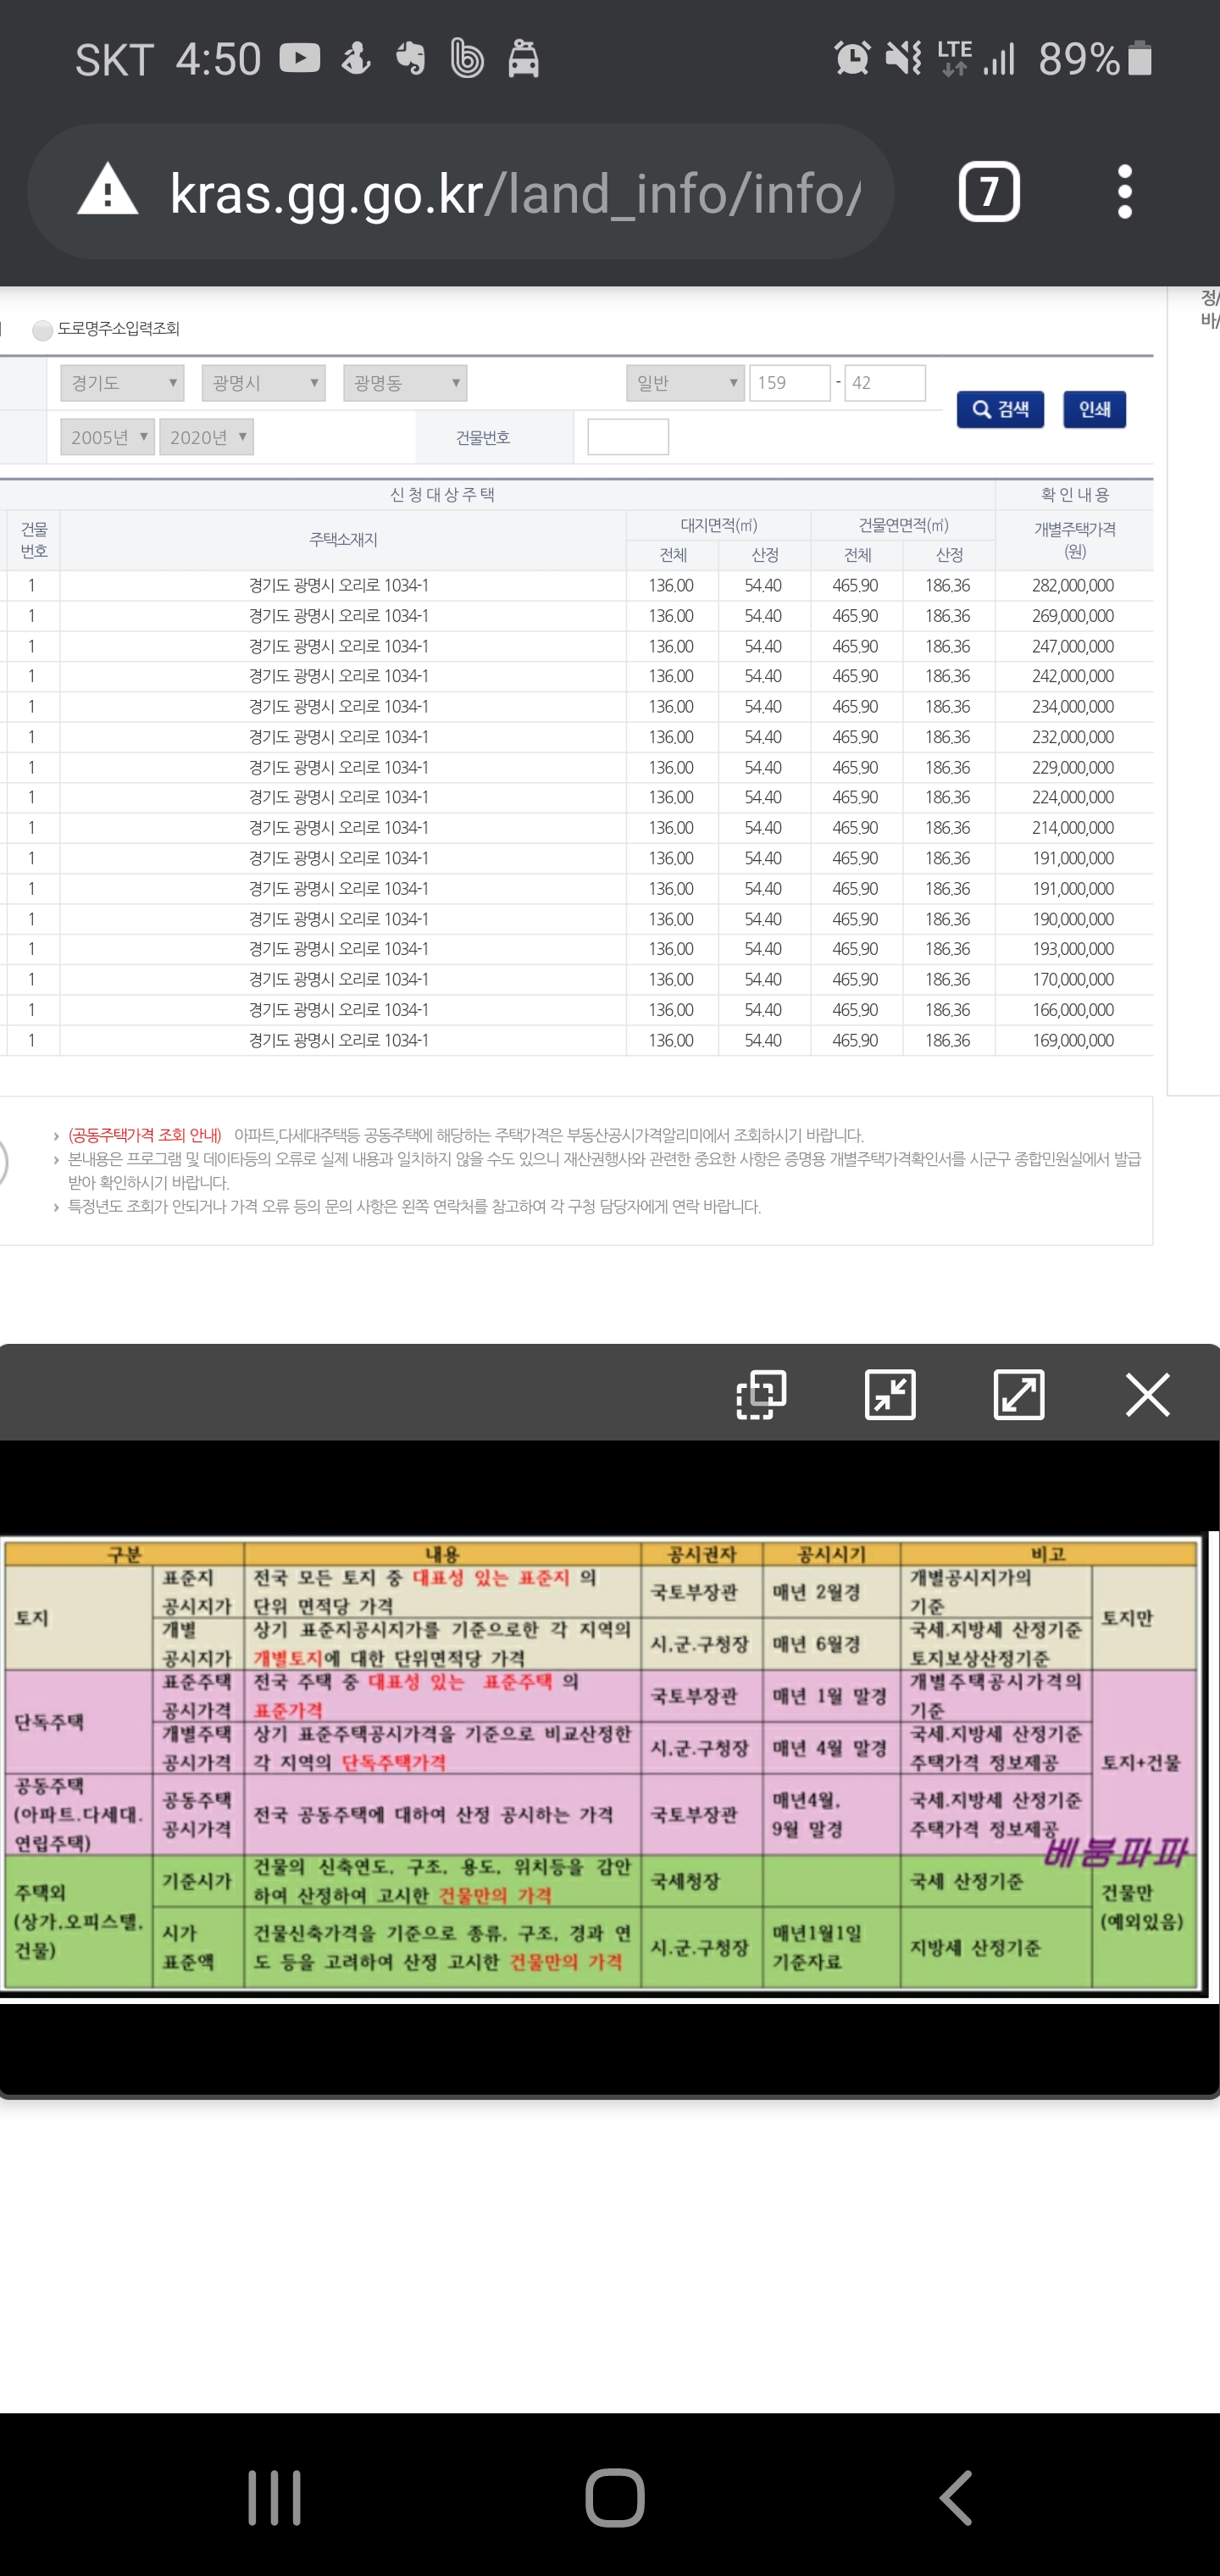 SKT 4:50 LTE 89%
kras.gg.go.kr/land_info/info/ 7
정/
바/
도로명주소입력조회
경기도 광명시 광명동 일반 159 - 42 검색 인쇄
2005년 2020년 건물번호
신청대상주택 확인내용
건물 번호 주택소재지 대지면적(㎡) 건물연면적(㎡) 개별주택가격 (원)
전체 산정 전체 산정
1 경기도 광명시 오리로 1034-1 136.00 54.40 465.90 186.36 282,000,000
1 경기도 광명시 오리로 1034-1 136.00 54.40 465.90 186.36 269,000,000
1 경기도 광명시 오리로 1034-1 136.00 54.40 465.90 186.36 247,000,000
1 경기도 광명시 오리로 1034-1 136.00 54.40 465.90 186.36 242,000,000
1 경기도 광명시 오리로 1034-1 136.00 54.40 465.90 186.36 234,000,000
1 경기도 광명시 오리로 1034-1 136.00 54.40 465.90 186.36 232,000,000
1 경기도 광명시 오리로 1034-1 136.00 54.40 465.90 186.36 229,000,000
1 경기도 광명시 오리로 1034-1 136.00 54.40 465.90 186.36 224,000,000
1 경기도 광명시 오리로 1034-1 136.00 54.40 465.90 186.36 214,000,000
1 경기도 광명시 오리로 1034-1 136.00 54.40 465.90 186.36 191,000,000
1 경기도 광명시 오리로 1034-1 136.00 54.40 465.90 186.36 191,000,000
1 경기도 광명시 오리로 1034-1 136.00 54.40 465.90 186.36 190,000,000
1 경기도 광명시 오리로 1034-1 136.00 54.40 465.90 186.36 193,000,000
1 경기도 광명시 오리로 1034-1 136.00 54.40 465.90 186.36 170,000,000
1 경기도 광명시 오리로 1034-1 136.00 54.40 465.90 186.36 166,000,000
1 경기도 광명시 오리로 1034-1 136.00 54.40 465.90 186.36 169,000,000
› (공동주택가격 조회 안내) 아파트,다세대주택등 공동주택에 해당하는 주택가격은 부동산공시가격알리미에서 조회하시기 바랍니다.
› 본내용은 프로그램 및 데이타등의 오류로 실제 내용과 일치하지 않을 수도 있으니 재산권행사와 관련한 중요한 사항은 증명용 개별주택가격확인서를 시군구 종합민원실에서 발급
받아 확인하시기 바랍니다.
› 특정년도 조회가 안되거나 가격 오류 등의 문의 사항은 왼쪽 연락처를 참고하여 각 구청 담당자에게 연락 바랍니다.
구분 내용 공시권자 공시시기 비고
토지
표준지 공시지가
전국 모든 토지 중 대표성 있는 표준지 의
단위 면적당 가격
국토부장관 매년 2월경
개별공시지가의
기준
토지만
개별 공시지가
상기 표준지공시지가를 기준으로한 각 지역의
개별토지에 대한 단위면적당 가격
시,군.구청장 매년 6월경
국세.지방세 산정기준
토지보상산정기준
단독주택
표준주택 공시가격
전국 주택 중 대표성 있는 표준주택 의
표준가격
국토부장관 매년 1월 말경
개별주택공시가격의
기준
토지+건물
개별주택 공시가격
상기 표준주택공시가격을 기준으로 비교산정한
각 지역의 단독주택가격
시,군.구청장 매년 4월 말경
국세.지방세 산정기준
주택가격 정보제공
공동주택
(아파트.다세대.
연립주택)
공동주택 공시가격
전국 공동주택에 대하여 산정 공시하는 가격
국토부장관
매년4월,
9월 말경
국세.지방세 산정기준
주택가격 정보제공
베붐파파
주택외
(상가,오피스텔,
건물)
기준시가
건물의 신축연도, 구조, 용도, 위치등을 감안
하여 산정하여 고시한 건물만의 가격
국세청장 국세 산정기준
건물만
(예외있음)
시가 표준액
건물신축가격을 기준으로 종류, 구조, 경과 연
도 등을 고려하여 산정 고시한 건물만의 가격
시.군.구청장
매년1월1일
기준자료
지방세 산정기준